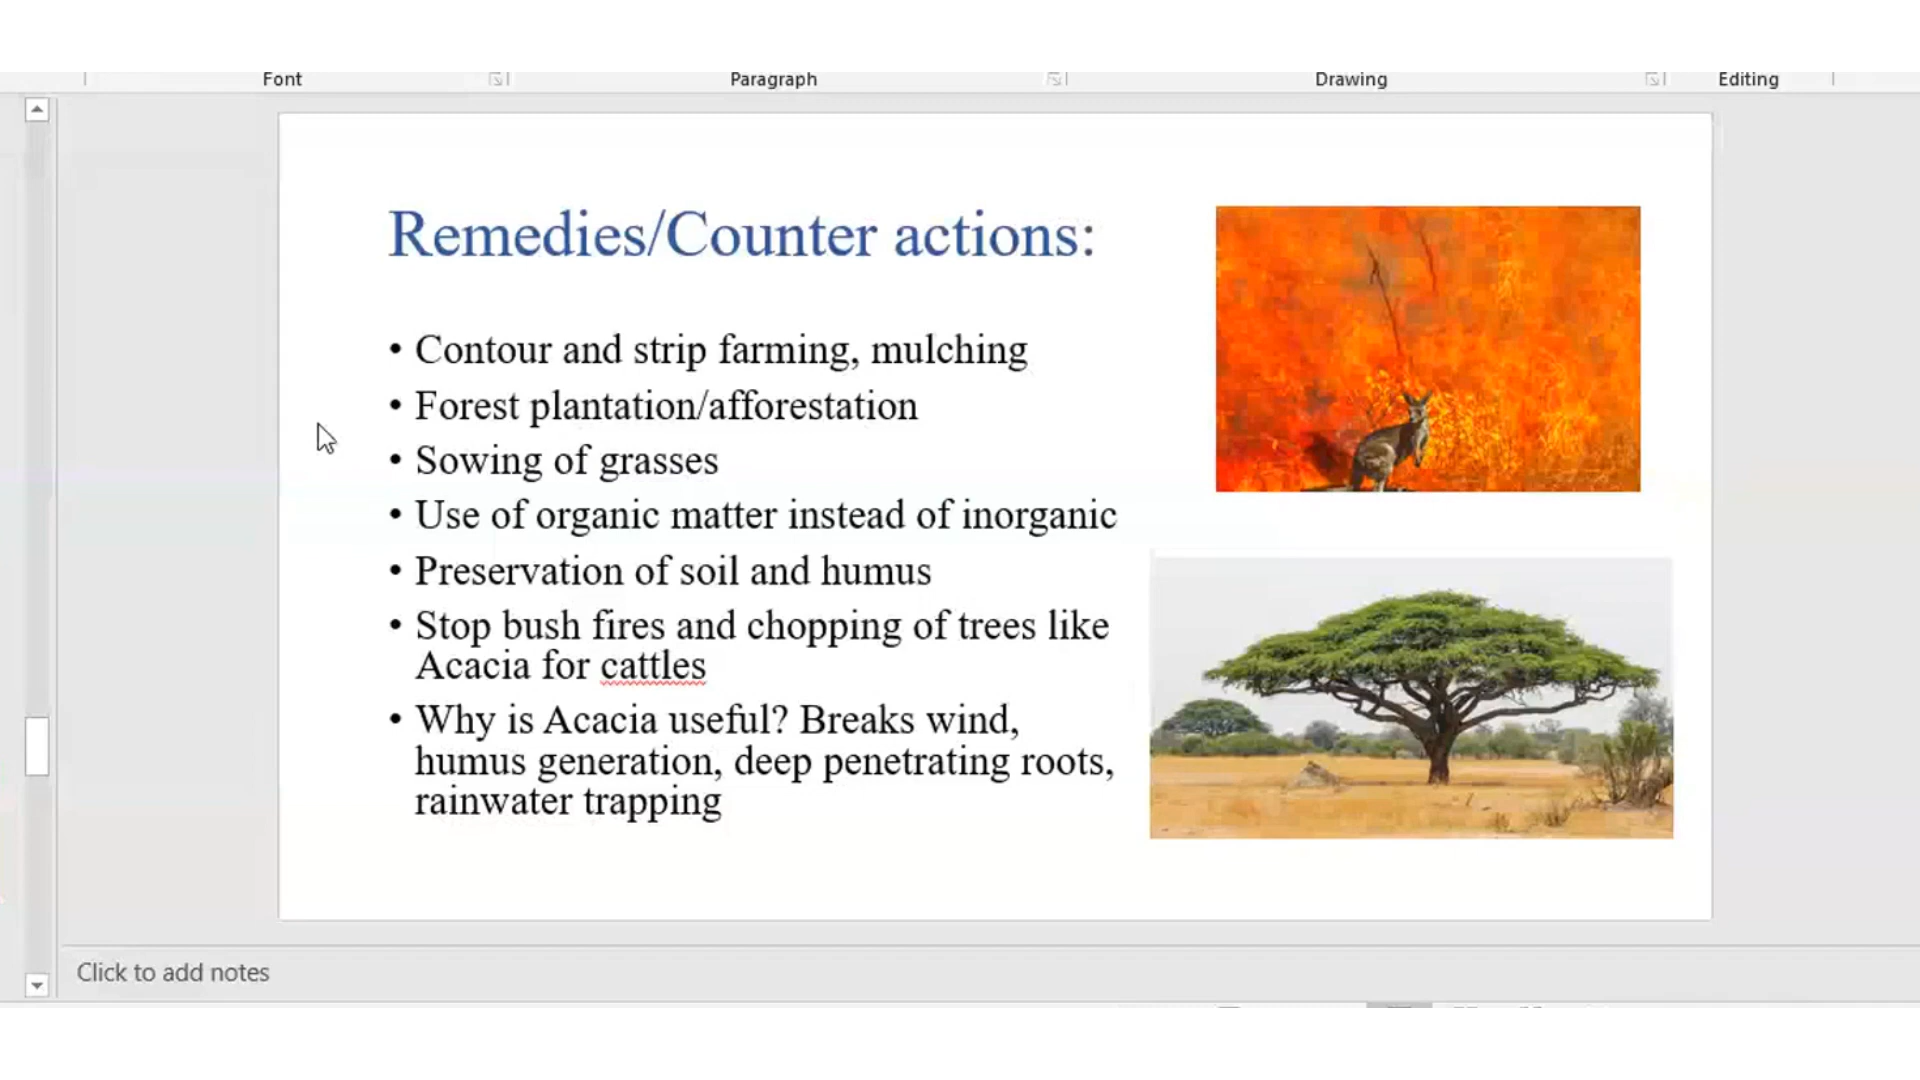 Font
Paragraph
Drawing
Editing
Remedies/Counter actions:
• Contour and strip farming, mulching
• Forest plantation/afforestation
• Sowing of grasses
• Use of organic matter instead of inorganic
• Preservation of soil and humus
• Stop bush fires and chopping of trees like
Acacia for cattles
• Why is Acacia useful? Breaks wind,
humus generation, deep penetrating roots,
rainwater trapping
Click to add notes